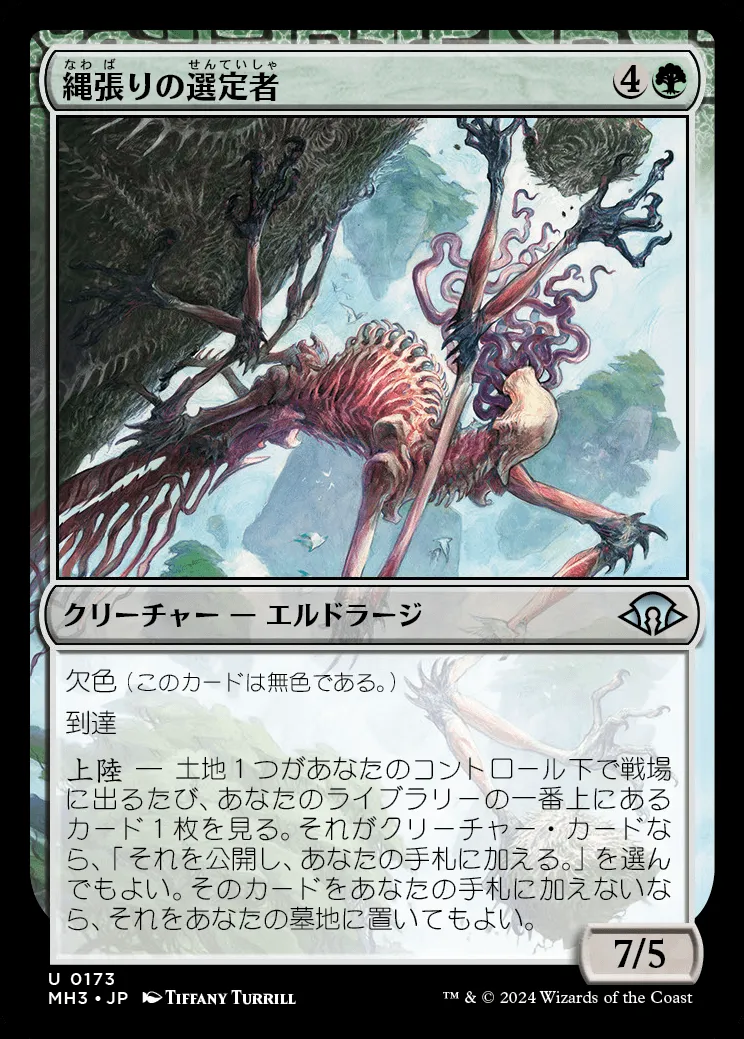 なわば せんていしゃ
縄張りの選定者 4
クリーチャー — エルドラージ
欠色（このカードは無色である。）
到達
上陸 — 土地１つがあなたのコントロール下で戦場
に出るたび、あなたのライブラリーの一番上にある
カード１枚を見る。それがクリーチャー・カードな
ら、「それを公開し、あなたの手札に加える。」を選ん
でもよい。そのカードをあなたの手札に加えないな
ら、それをあなたの墓地に置いてもよい。
7/5
U 0173
MH3 • JP TIFFANY TURRILL
™ & © 2024 Wizards of the Coast